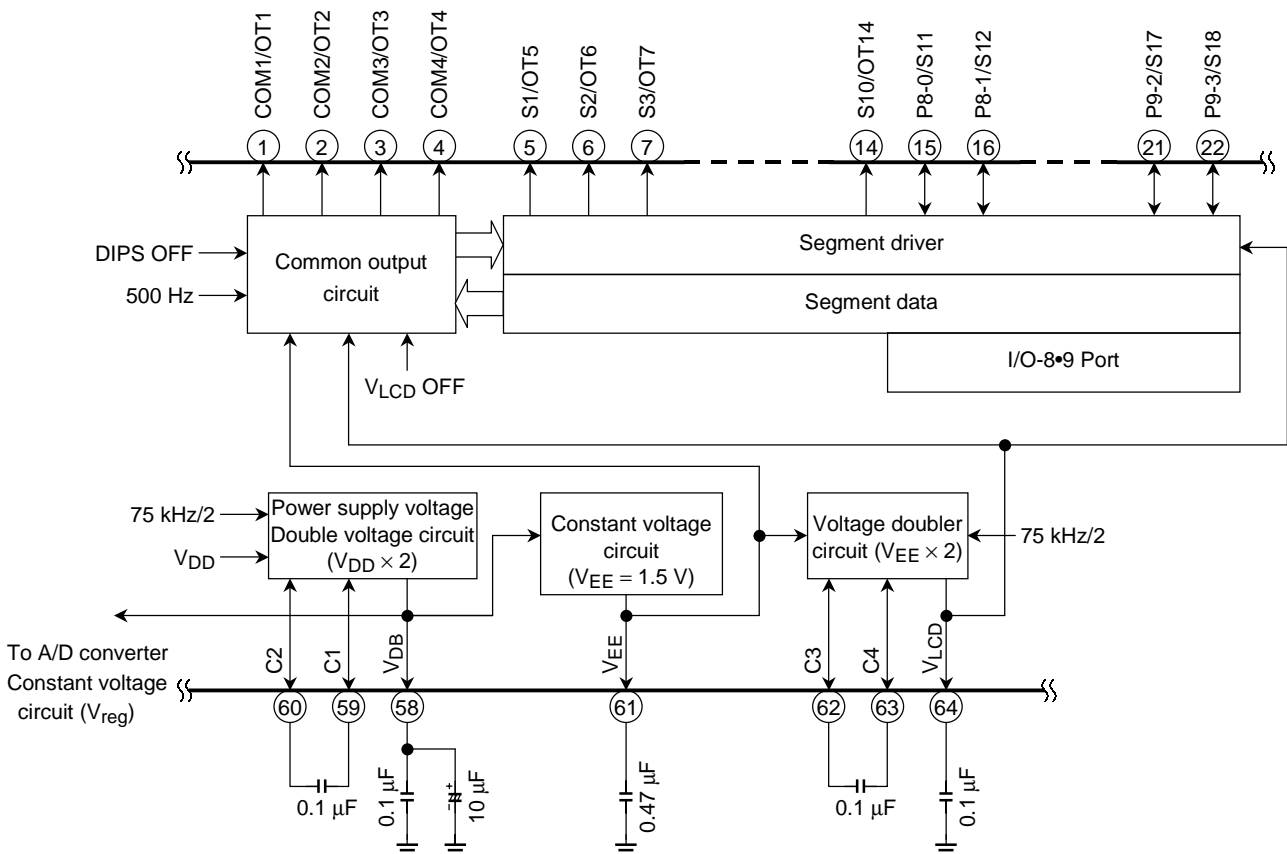 COM1/OT1
COM2/OT2
COM3/OT3
COM4/OT4
S1/OT5
S2/OT6
S3/OT7
S10/OT14
P8-0/S11
P8-1/S12
P9-2/S17
P9-3/S18
1
2
3
4
5
6
7
14
15
16
21
22
DIPS OFF
500 Hz
Common output
circuit
Segment driver
Segment data
I/O-8•9 Port
VLCD OFF
75 kHz/2
VDD
Power supply voltage
Double voltage circuit
(VDD × 2)
Constant voltage
circuit
(VEE = 1.5 V)
Voltage doubler
circuit (VEE × 2)
75 kHz/2
To A/D converter
Constant voltage
circuit (Vreg)
C2
C1
VDB
VEE
C3
C4
VLCD
60
59
58
61
62
63
64
0.1 μF
0.1 μF
- +
10 μF
0.47 μF
0.1 μF
0.1 μF